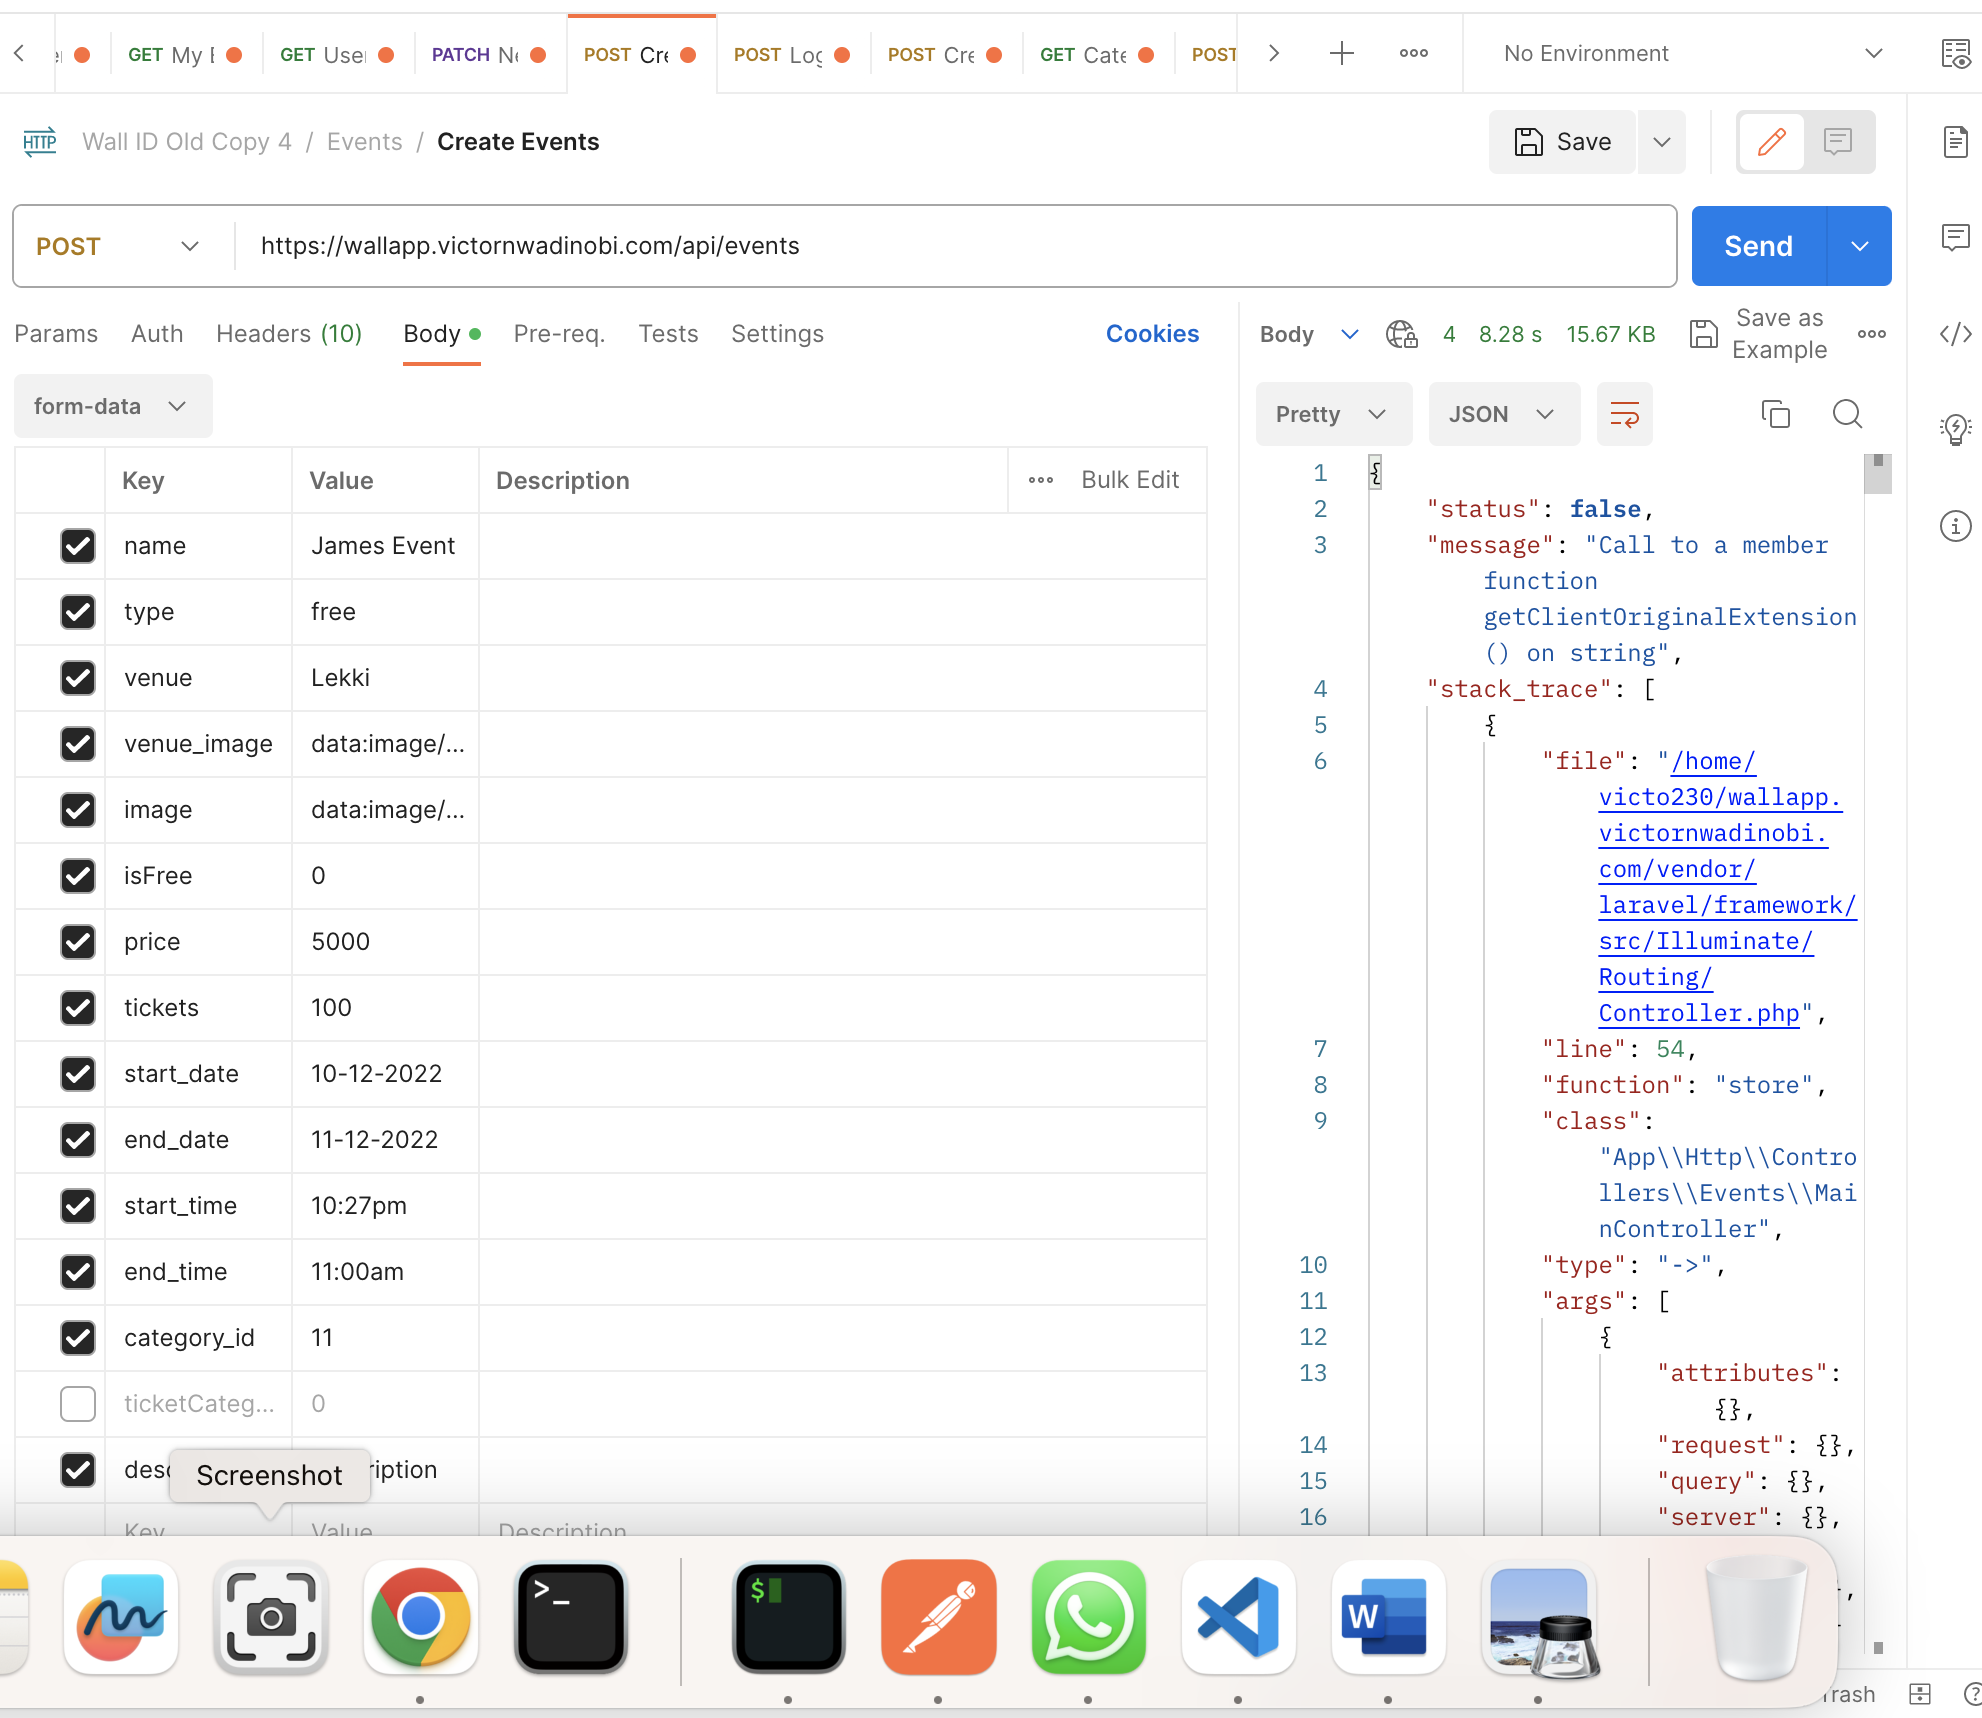 GET My
GET Use
PATCH Ne
POST Cre
POST Log
POST Cre
GET Cate
POST
No Environment
HTTP Wall ID Old Copy 4 / Events / Create Events
Save
POST https://wallapp.victornwadinobi.com/api/events
Send
Params Auth Headers (10) Body Pre-req. Tests Settings Cookies
form-data
Key Value Description Bulk Edit
name James Event
type free
venue Lekki
venue_image data:image/...
image data:image/...
isFree 0
price 5000
tickets 100
start_date 10-12-2022
end_date 11-12-2022
start_time 10:27pm
end_time 11:00am
category_id 11
ticketCateg... 0
desc ription
Screenshot
Key Value Description
Body 4 8.28 s 15.67 KB Save as
Example
Pretty JSON
1 {
2 "status": false,
3 "message": "Call to a member
function
getClientOriginalExtension
() on string",
4 "stack_trace": [
5 {
6 "file": "/home/
victo230/wallapp.
victornwadinobi.
com/vendor/
laravel/framework/
src/Illuminate/
Routing/
Controller.php",
7 "line": 54,
8 "function": "store",
9 "class":
"App\\Http\\Contro
llers\\Events\\Mai
nController",
10 "type": "->",
11 "args": [
12 {
13 "attributes":
{},
14 "request": {},
15 "query": {},
16 "server": {},
>_
$
W
Trash